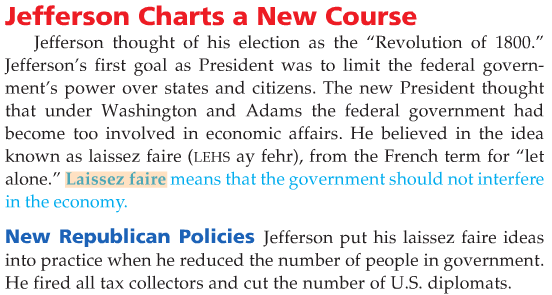 Jefferson Charts a New Course
Jefferson thought of his election as the “Revolution of 1800.”
Jefferson’s first goal as President was to limit the federal govern-
ment’s power over states and citizens. The new President thought
that under Washington and Adams the federal government had
become too involved in economic affairs. He believed in the idea
known as laissez faire (LEHS ay fehr), from the French term for “let
alone.” Laissez faire means that the government should not interfere
in the economy.
New Republican Policies Jefferson put his laissez faire ideas
into practice when he reduced the number of people in government.
He fired all tax collectors and cut the number of U.S. diplomats.